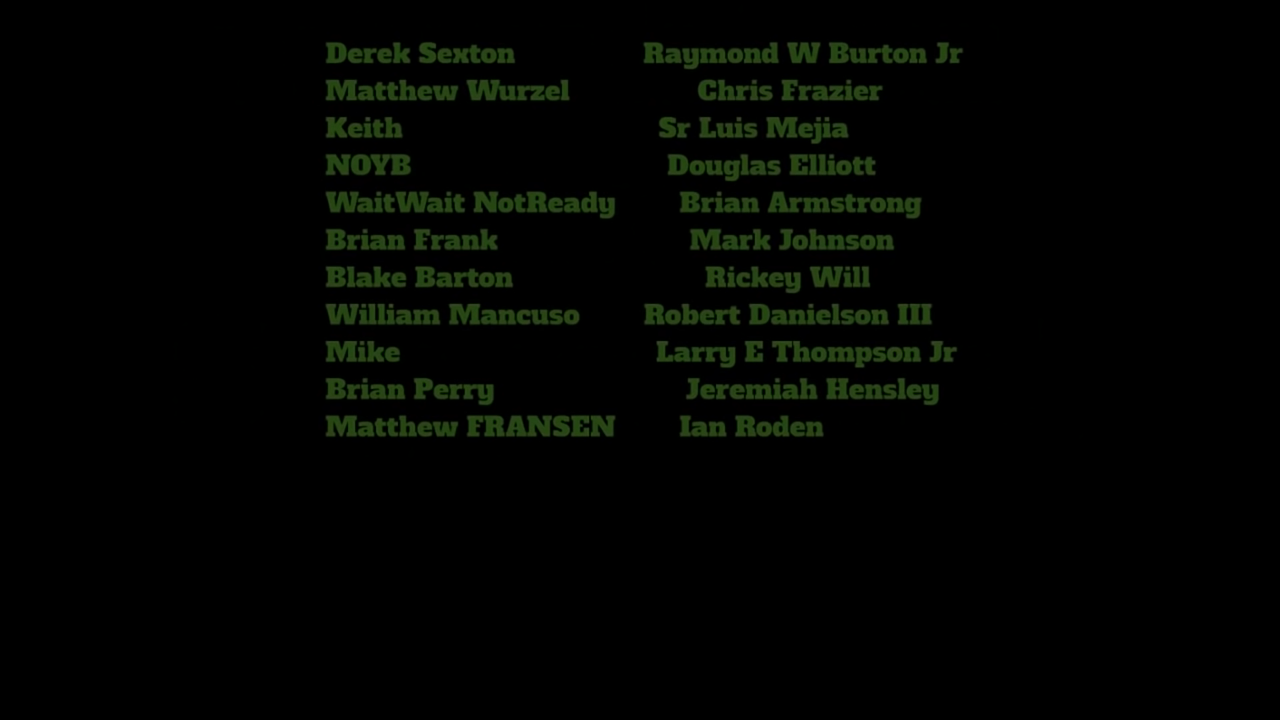 Derek Sexton Raymond W Burton Jr
Matthew Wurzel Chris Frazier
Keith Sr Luis Mejia
NOYB Douglas Elliott
WaitWait NotReady Brian Armstrong
Brian Frank Mark Johnson
Blake Barton Rickey Will
William Mancuso Robert Danielson III
Mike Larry E Thompson Jr
Brian Perry Jeremiah Hensley
Matthew FRANSEN Ian Roden